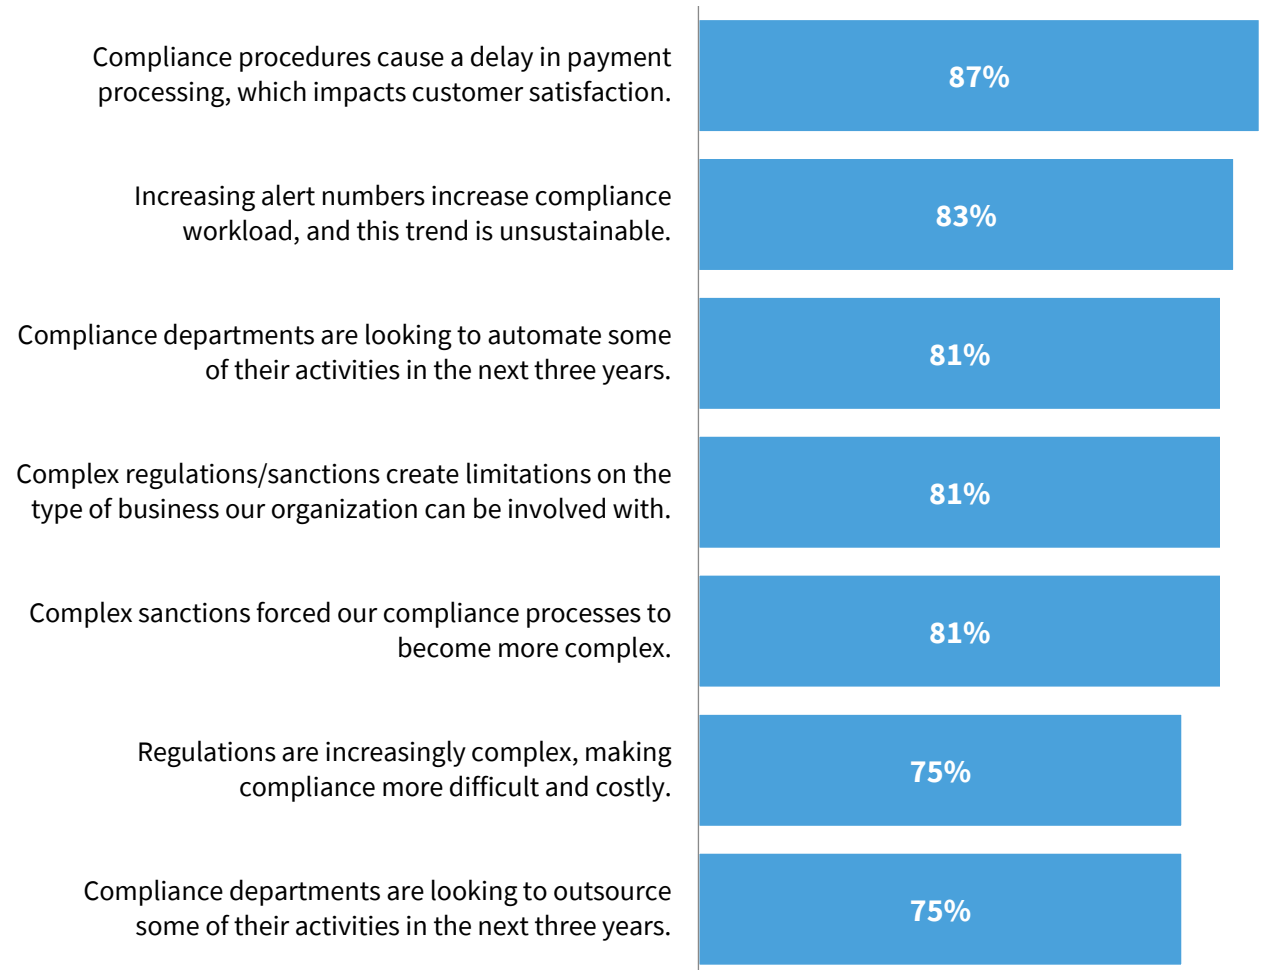 Compliance procedures cause a delay in payment
processing, which impacts customer satisfaction.
87%
Increasing alert numbers increase compliance
workload, and this trend is unsustainable.
83%
Compliance departments are looking to automate some
of their activities in the next three years.
81%
Complex regulations/sanctions create limitations on the
type of business our organization can be involved with.
81%
Complex sanctions forced our compliance processes to
become more complex.
81%
Regulations are increasingly complex, making
compliance more difficult and costly.
75%
Compliance departments are looking to outsource
some of their activities in the next three years.
75%